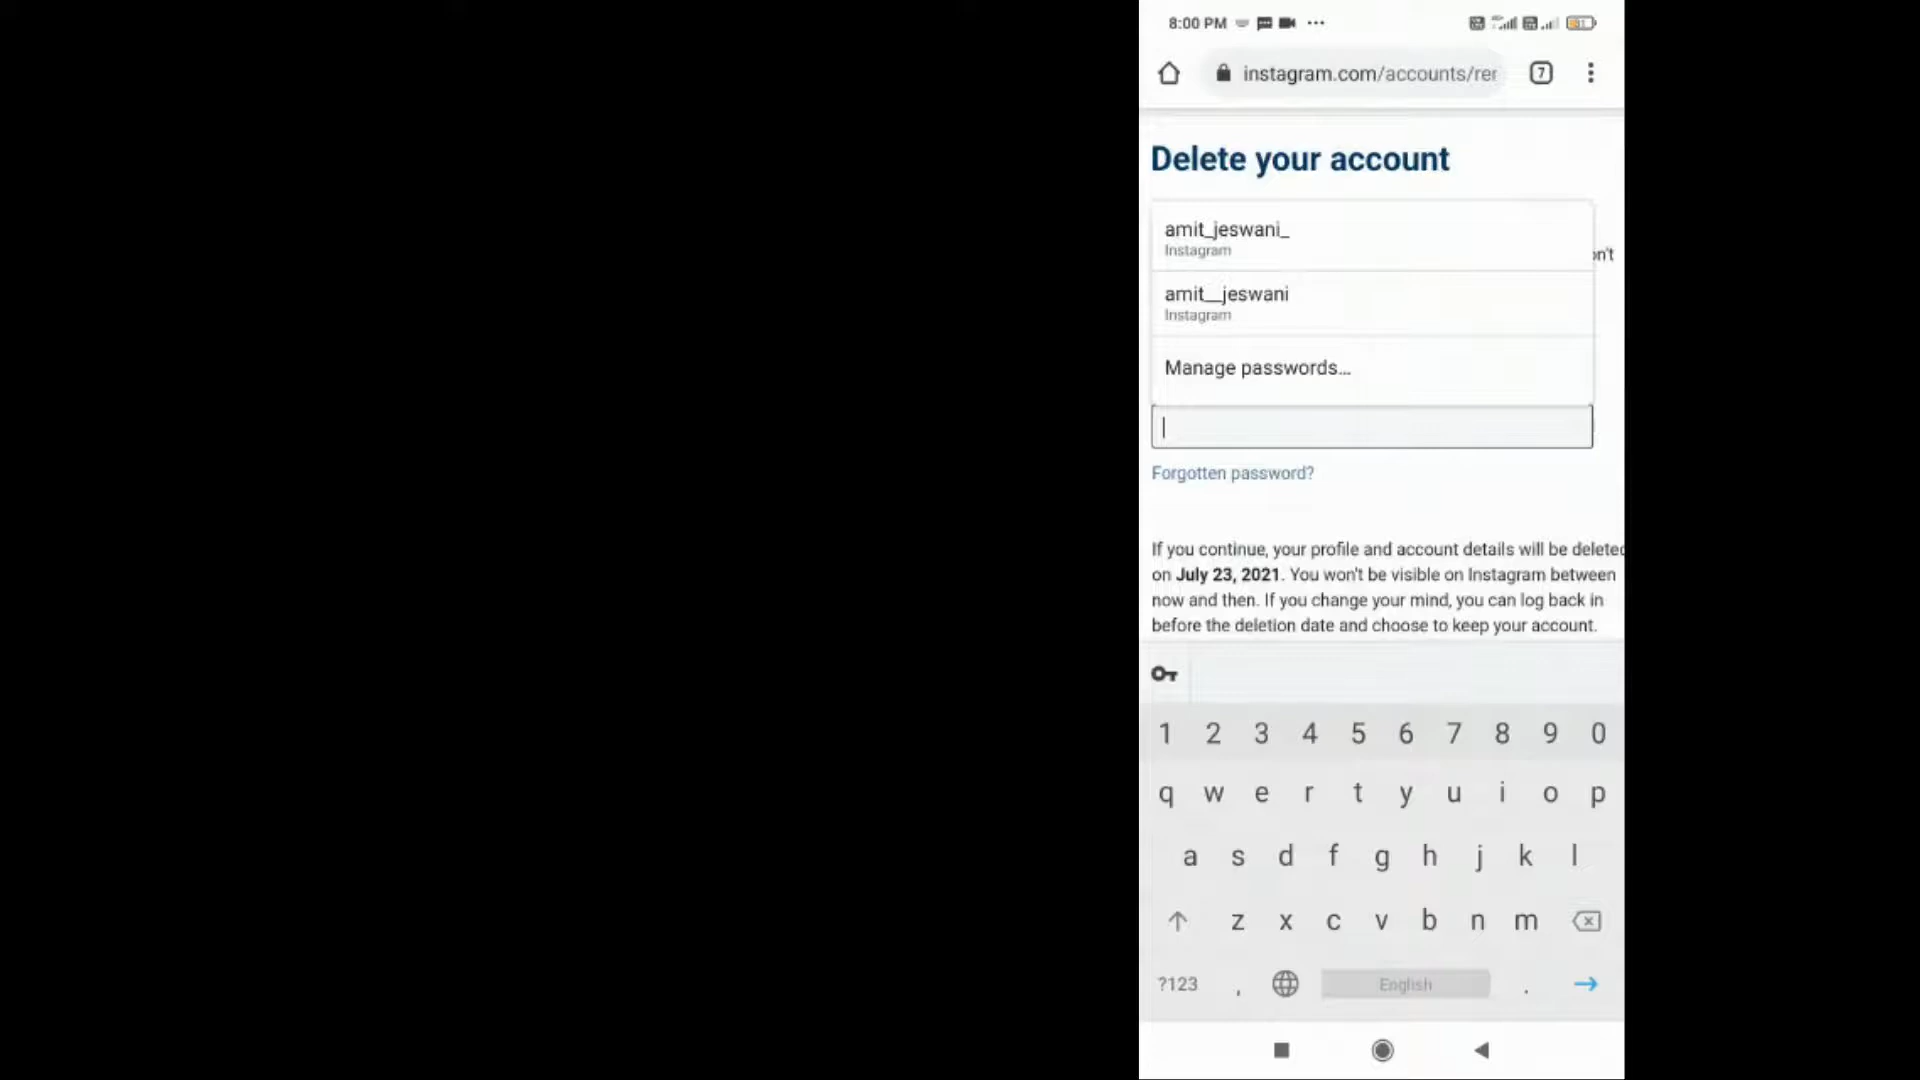 8:00 PM
instagram.com/accounts/rer
7
Delete your account
amit_jeswani_
Instagram
on't
amit__jeswani
Instagram
Manage passwords...
Forgotten password?
If you continue, your profile and account details will be deleted
on July 23, 2021. You won't be visible on Instagram between
now and then. If you change your mind, you can log back in
before the deletion date and choose to keep your account.
1 2 3 4 5 6 7 8 9 0
q w e r t y u i o p
a s d f g h j k l
z x c v b n m
?123 , English .